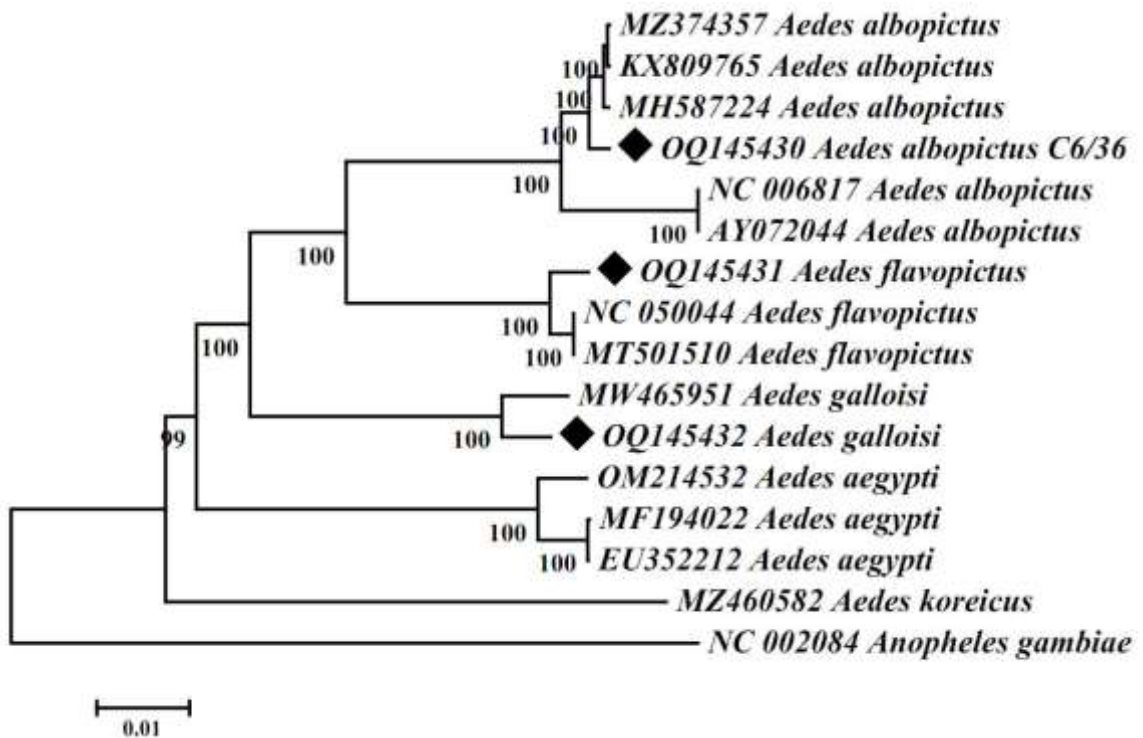 MZ374357 Aedes albopictus
100
KX809765 Aedes albopictus
100
MH587224 Aedes albopictus
100
OQ145430 Aedes albopictus C6/36
100
NC 006817 Aedes albopictus
100
AY072044 Aedes albopictus
100
OQ145431 Aedes flavopictus
NC 050044 Aedes flavopictus
100
100
MT501510 Aedes flavopictus
100
MW465951 Aedes galloisi
99
100
OQ145432 Aedes galloisi
OM214532 Aedes aegypti
MF194022 Aedes aegypti
100
100
EU352212 Aedes aegypti
MZ460582 Aedes koreicus
NC 002084 Anopheles gambiae
0.01